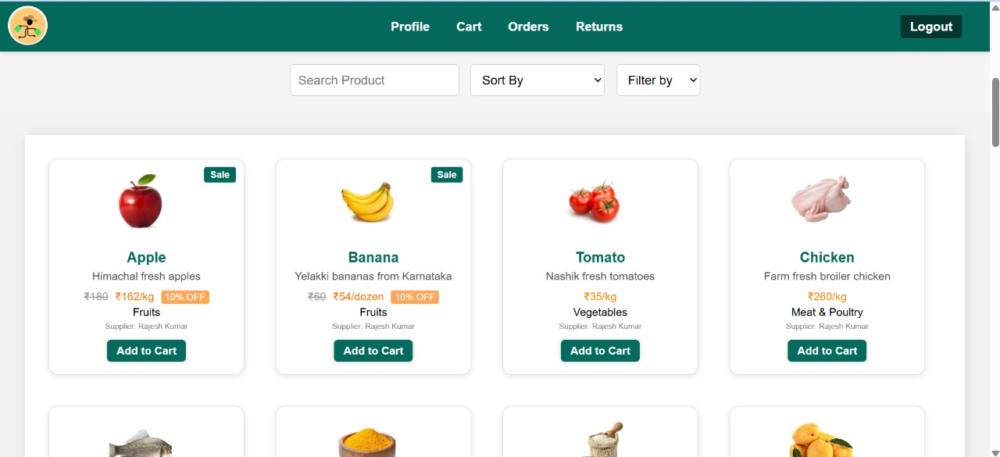 Profile Cart Orders Returns Logout
Search Product Sort By Filter by
Sale
Apple
Himachal fresh apples
₹180 ₹162/kg 10% OFF
Fruits
Supplier: Rajesh Kumar
Add to Cart
Sale
Banana
Yelakki bananas from Karnataka
₹60 ₹54/dozen 10% OFF
Fruits
Supplier: Rajesh Kumar
Add to Cart
Tomato
Nashik fresh tomatoes
₹35/kg
Vegetables
Supplier: Rajesh Kumar
Add to Cart
Chicken
Farm fresh broiler chicken
₹260/kg
Meat & Poultry
Supplier: Rajesh Kumar
Add to Cart